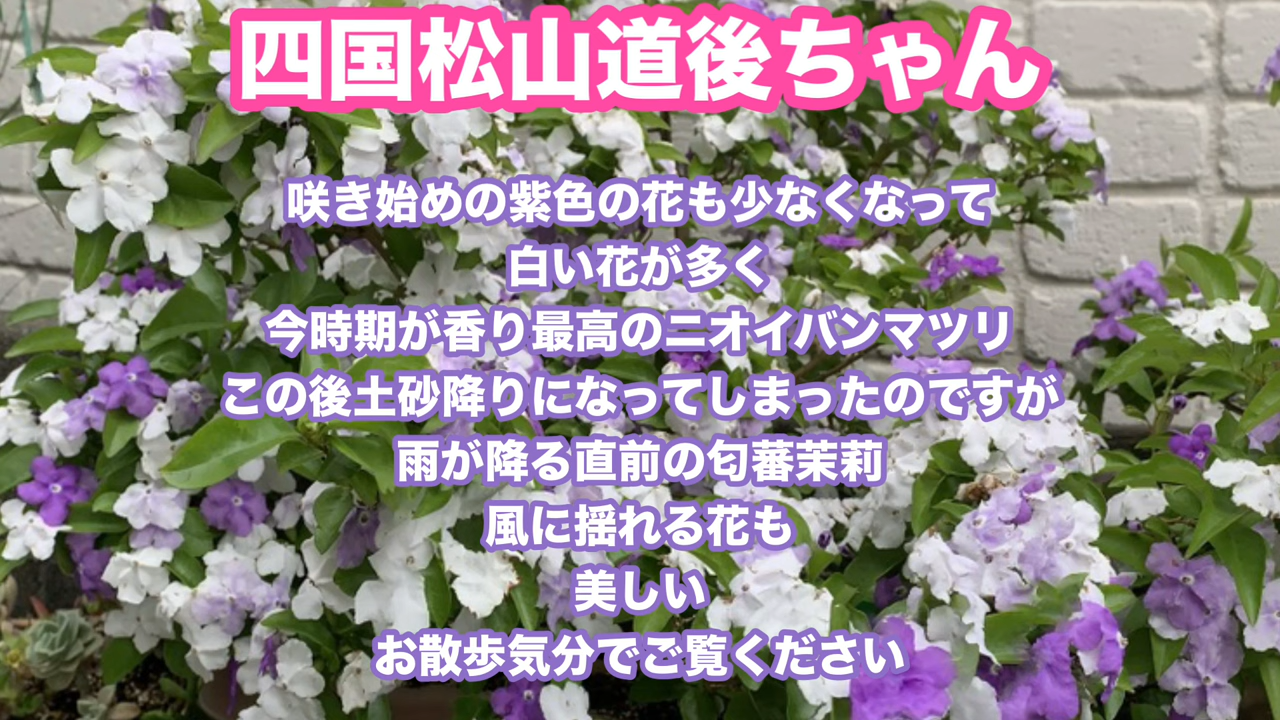 四国松山道後ちゃん
咲き始めの紫色の花も少なくなって
白い花が多く
今時期が香り最高のニオイバンマツリ
この後土砂降りになってしまったのですが
雨が降る直前の匂蕃茉莉
風に揺れる花も
美しい
お散歩気分でご覧ください